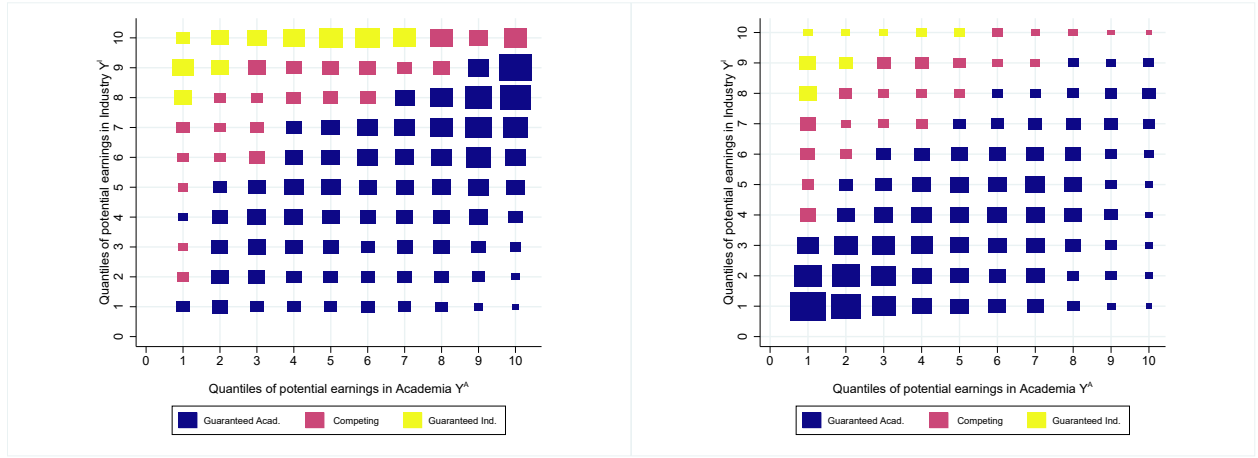 Quantiles of potential earnings in Industry Yᴵ
10
9
8
7
6
5
4
3
2
1
0
0 1 2 3 4 5 6 7 8 9 10
Quantiles of potential earnings in Academia Yᴬ
Guaranteed Acad. Competing Guaranteed Ind.
Quantiles of potential earnings in Industry Yᴵ
10
9
8
7
6
5
4
3
2
1
0
0 1 2 3 4 5 6 7 8 9 10
Quantiles of potential earnings in Academia Yᴬ
Guaranteed Acad. Competing Guaranteed Ind.